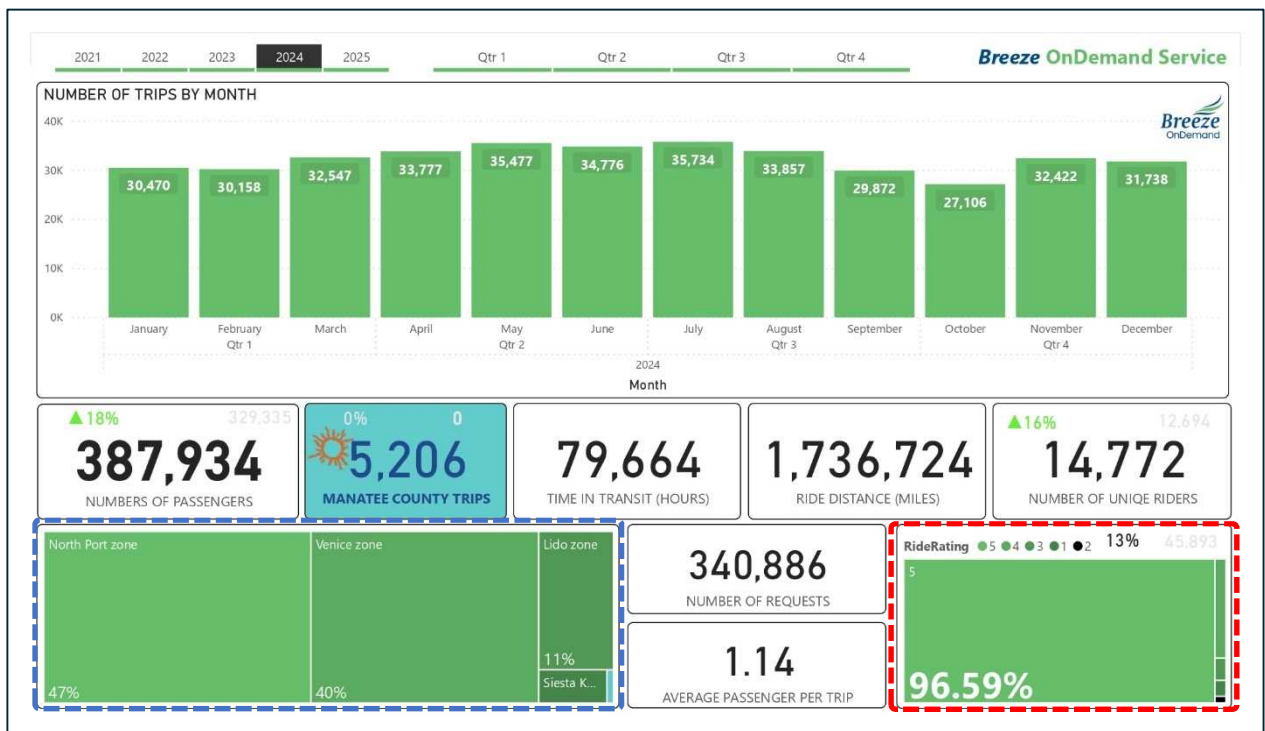 2021 2022 2023 2024 2025 Qtr 1 Qtr 2 Qtr 3 Qtr 4 Breeze OnDemand Service
NUMBER OF TRIPS BY MONTH
Breeze
OnDemand
40K
30K
20K
10K
0K
30,470 30,158 32,547 33,777 35,477 34,776 35,734 33,857 29,872 27,106 32,422 31,738
January February March April May June July August September October November December
Qtr 1 Qtr 2 Qtr 3 Qtr 4
2024
Month
18% 329,335
387,934
NUMBERS OF PASSENGERS
0% 0
5,206
MANATEE COUNTY TRIPS
79,664
TIME IN TRANSIT (HOURS)
1,736,724
RIDE DISTANCE (MILES)
16% 12,694
14,772
NUMBER OF UNIQE RIDERS
North Port zone
47%
Venice zone
40%
Lido zone
11%
Siesta K...
340,886
NUMBER OF REQUESTS
1.14
AVERAGE PASSENGER PER TRIP
RideRating 5 4 3 1 2 13% 45,893
5
96.59%